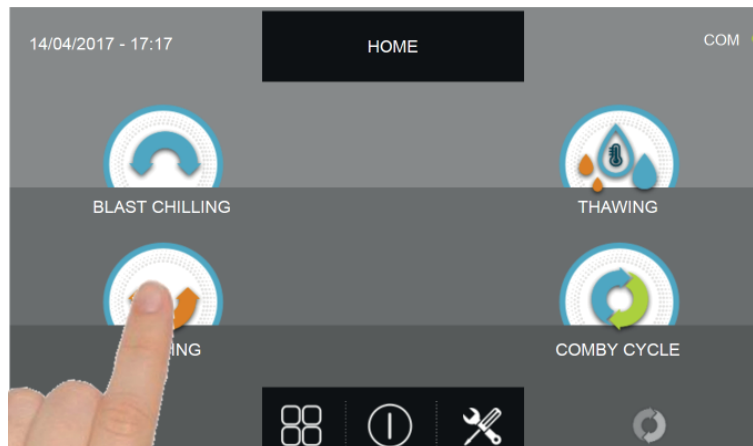 14/04/2017 - 17:17
HOME
COM
BLAST CHILLING
THAWING
COMBY CYCLE